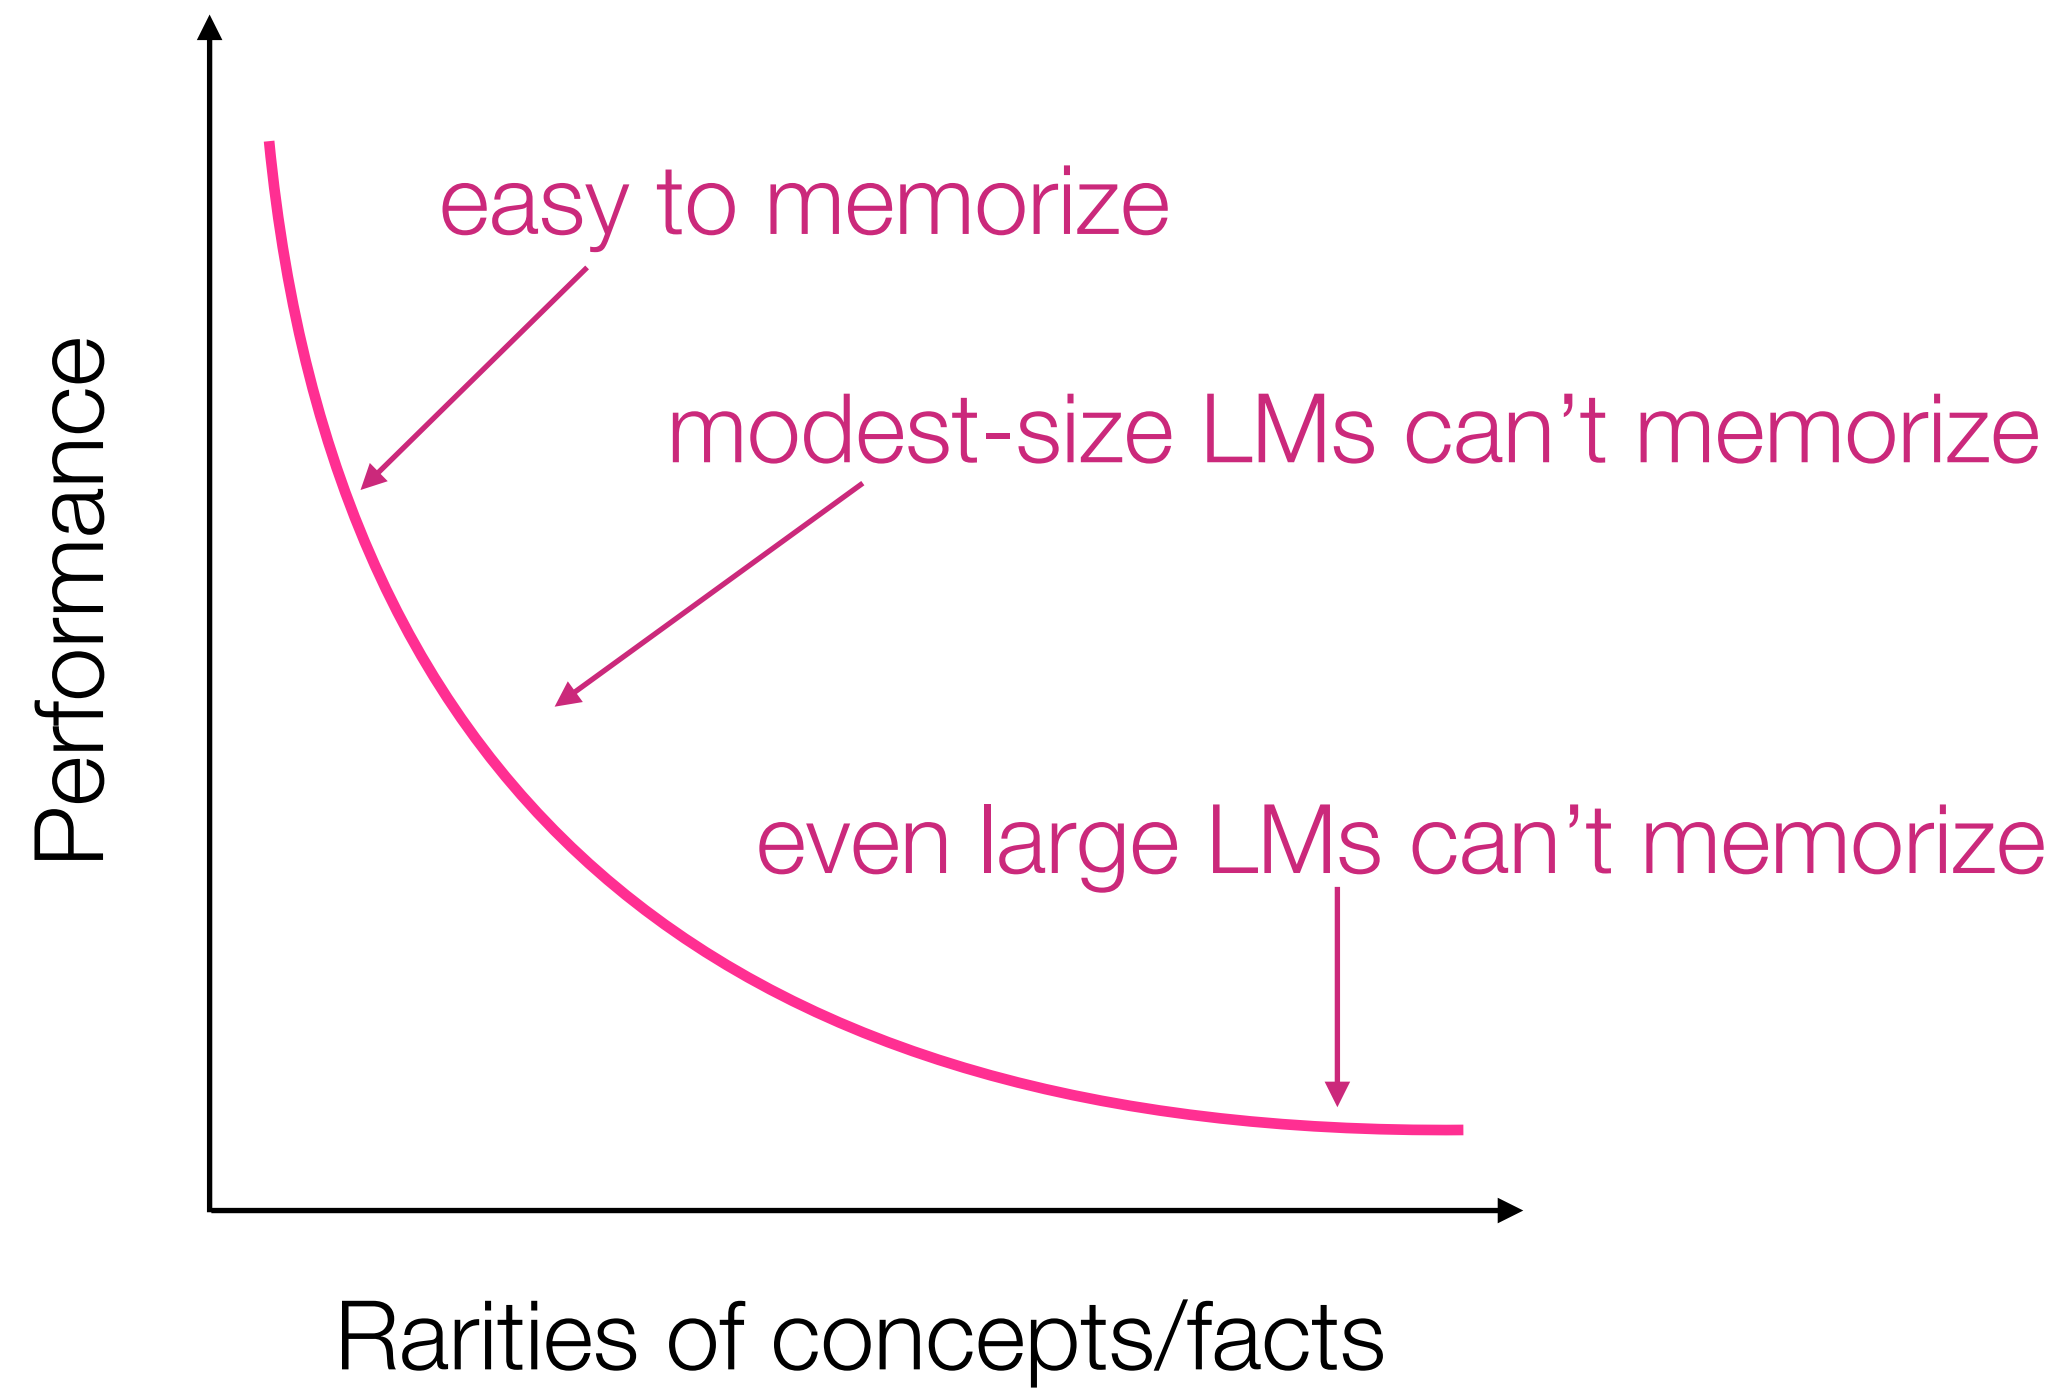 easy to memorize
modest-size LMs can’t memorize
even large LMs can’t memorize
Performance
Rarities of concepts/facts